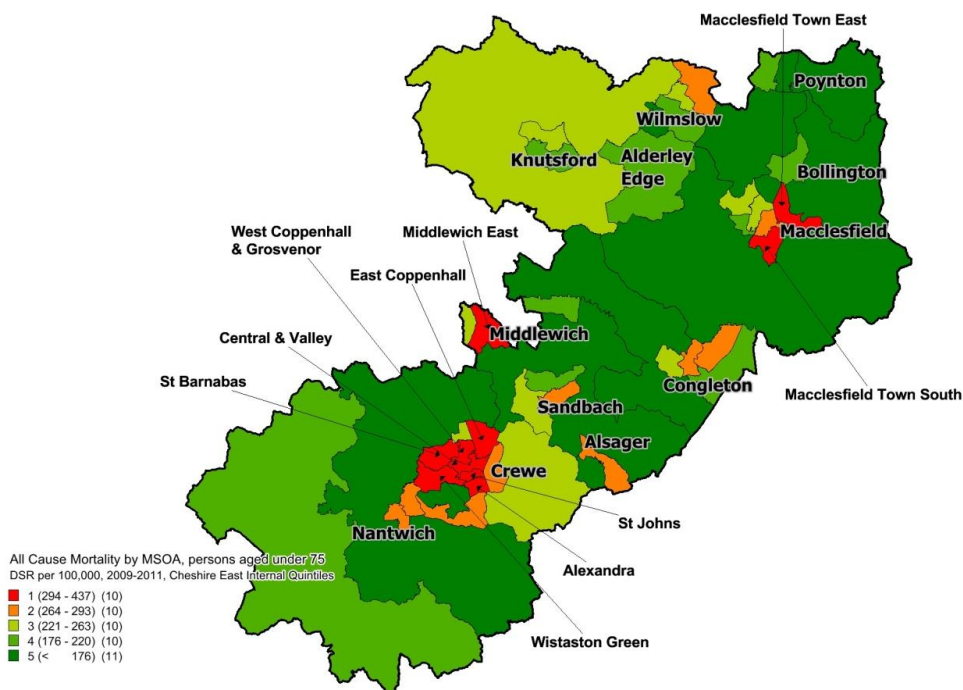 Macclesfield Town East
Poynton
Wilmslow
Knutsford
Alderley
Edge
Bollington
West Coppenhall
& Grosvenor
Middlewich East
Macclesfield
East Coppenhall
Central & Valley
Middlewich
St Barnabas
Congleton
Macclesfield Town South
Sandbach
Alsager
Crewe
St Johns
Nantwich
Alexandra
Wistaston Green
All Cause Mortality by MSOA, persons aged under 75
DSR per 100,000, 2009-2011, Cheshire East Internal Quintiles
1 (294 - 437) (10)
2 (264 - 293) (10)
3 (221 - 263) (10)
4 (176 - 220) (10)
5 (< 176) (11)